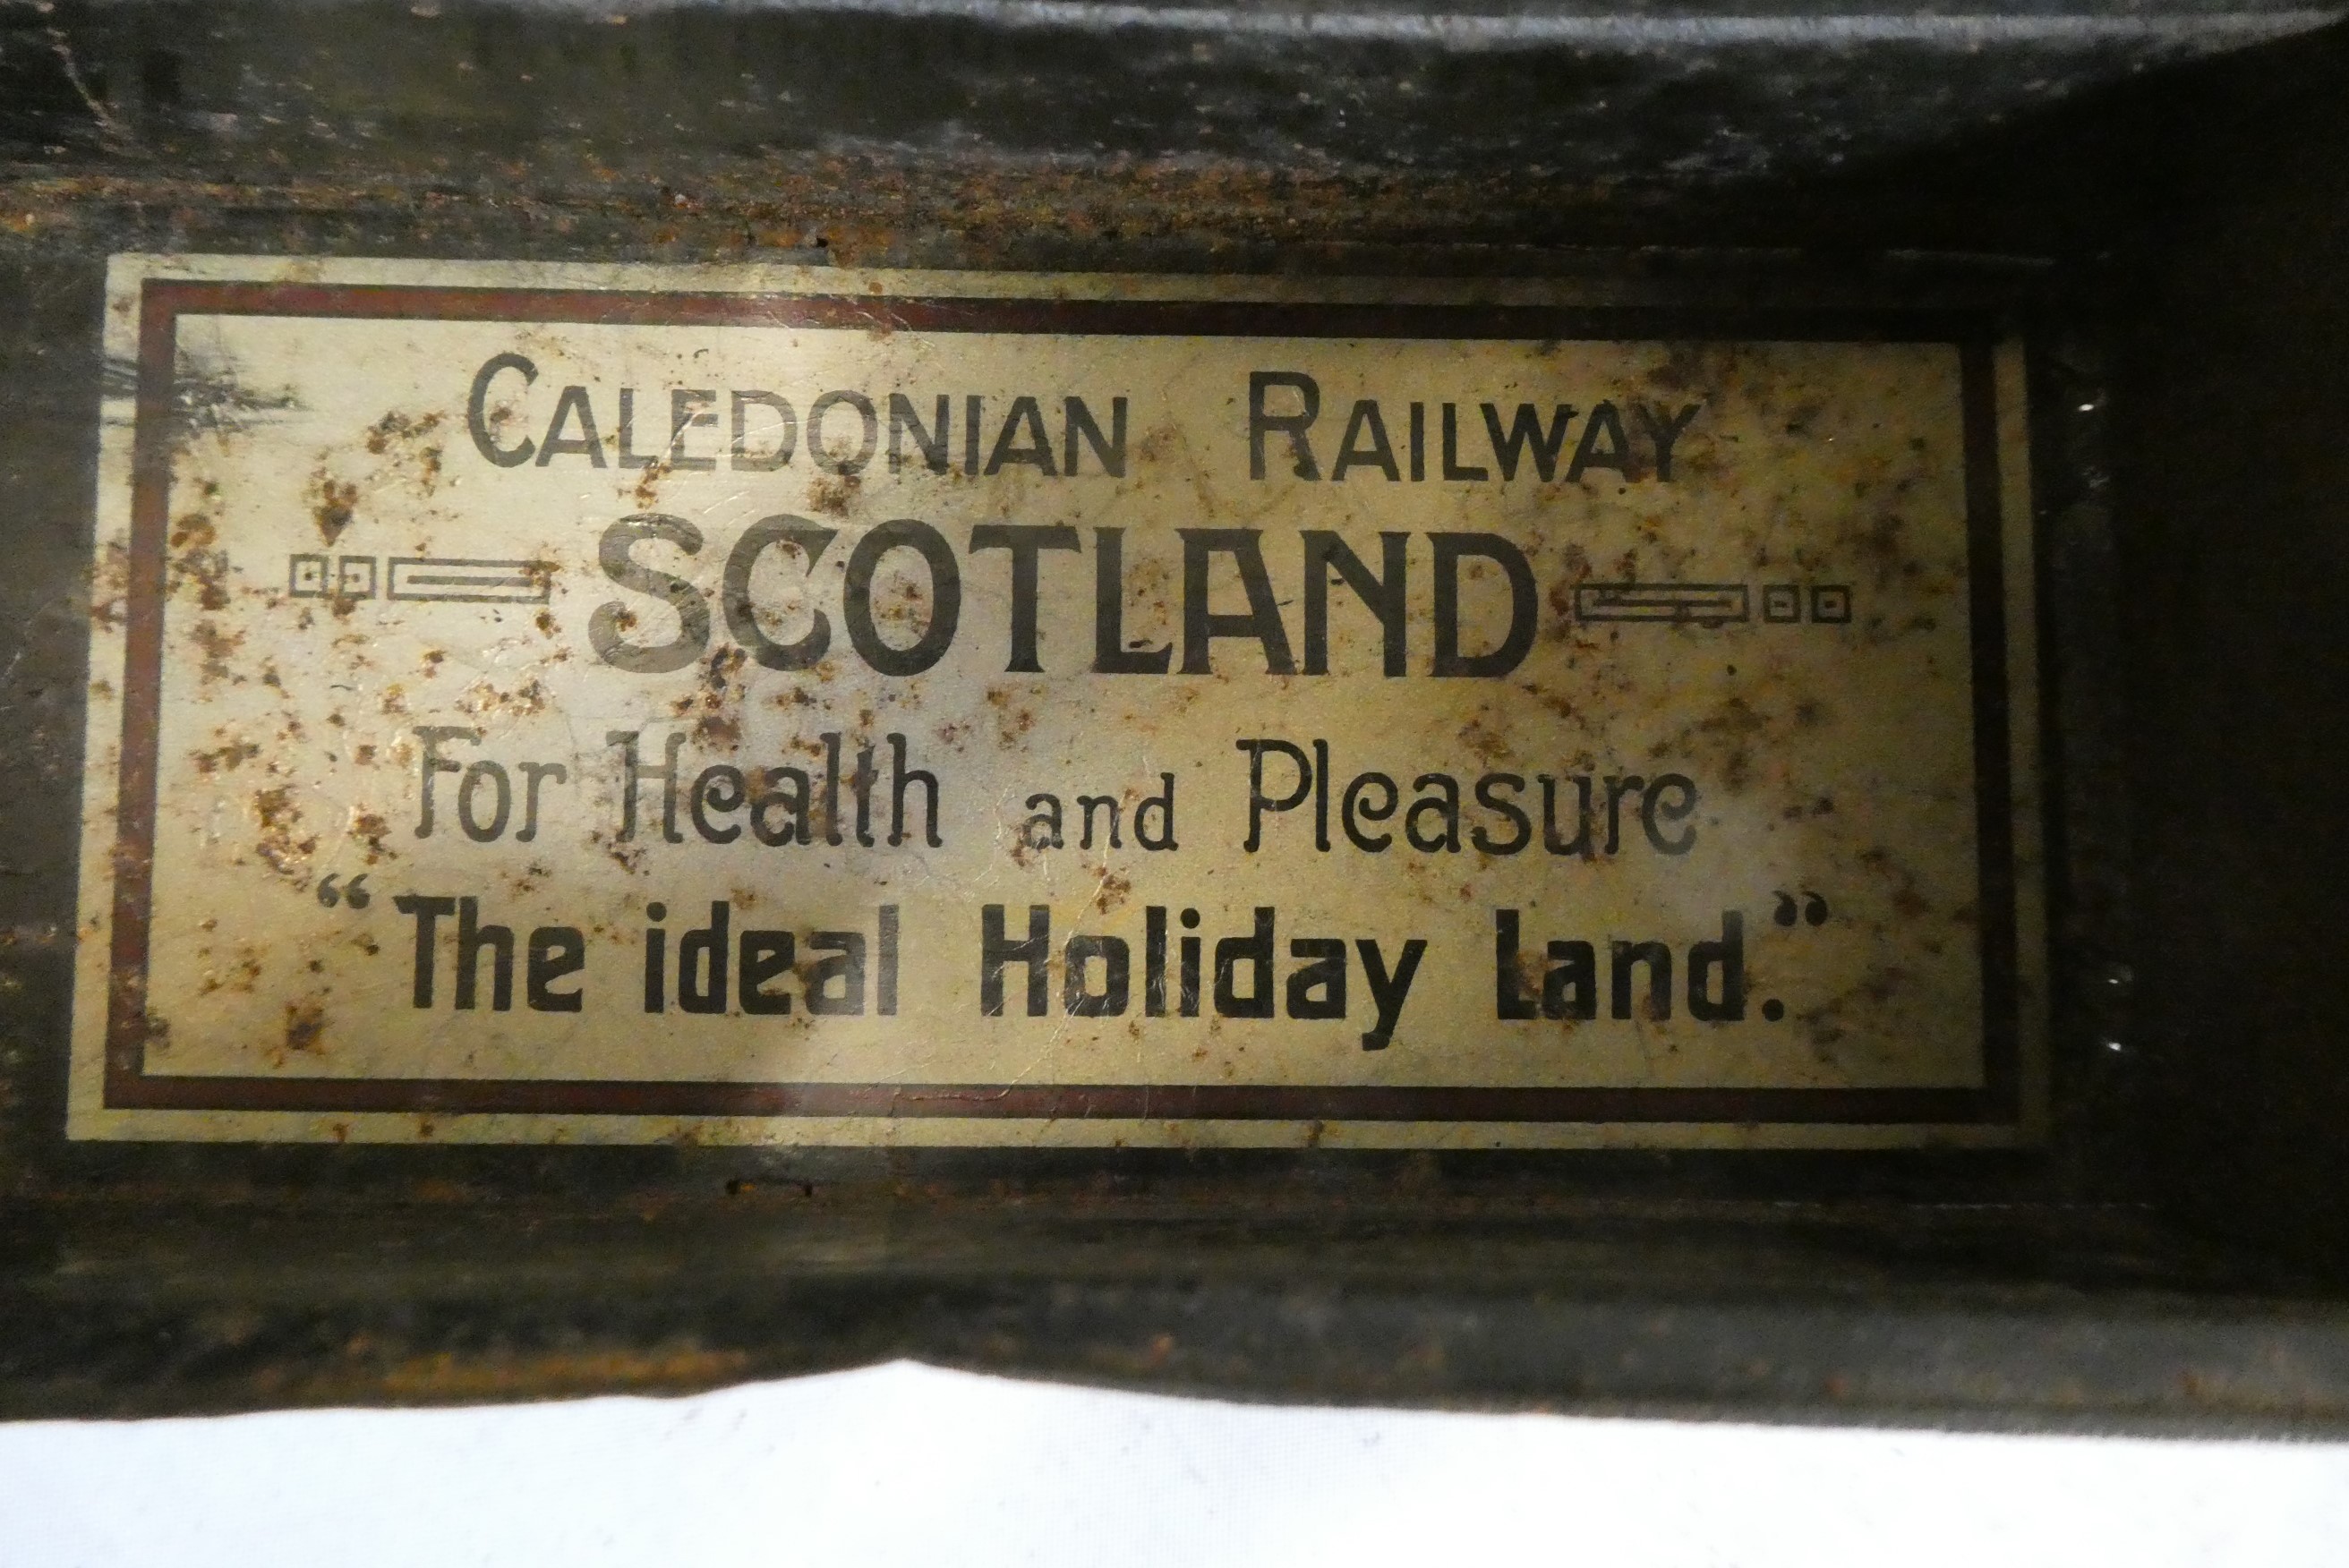 CALEDONIAN RAILWAY
SCOTLAND
For Health and Pleasure
“The ideal Holiday Land.”